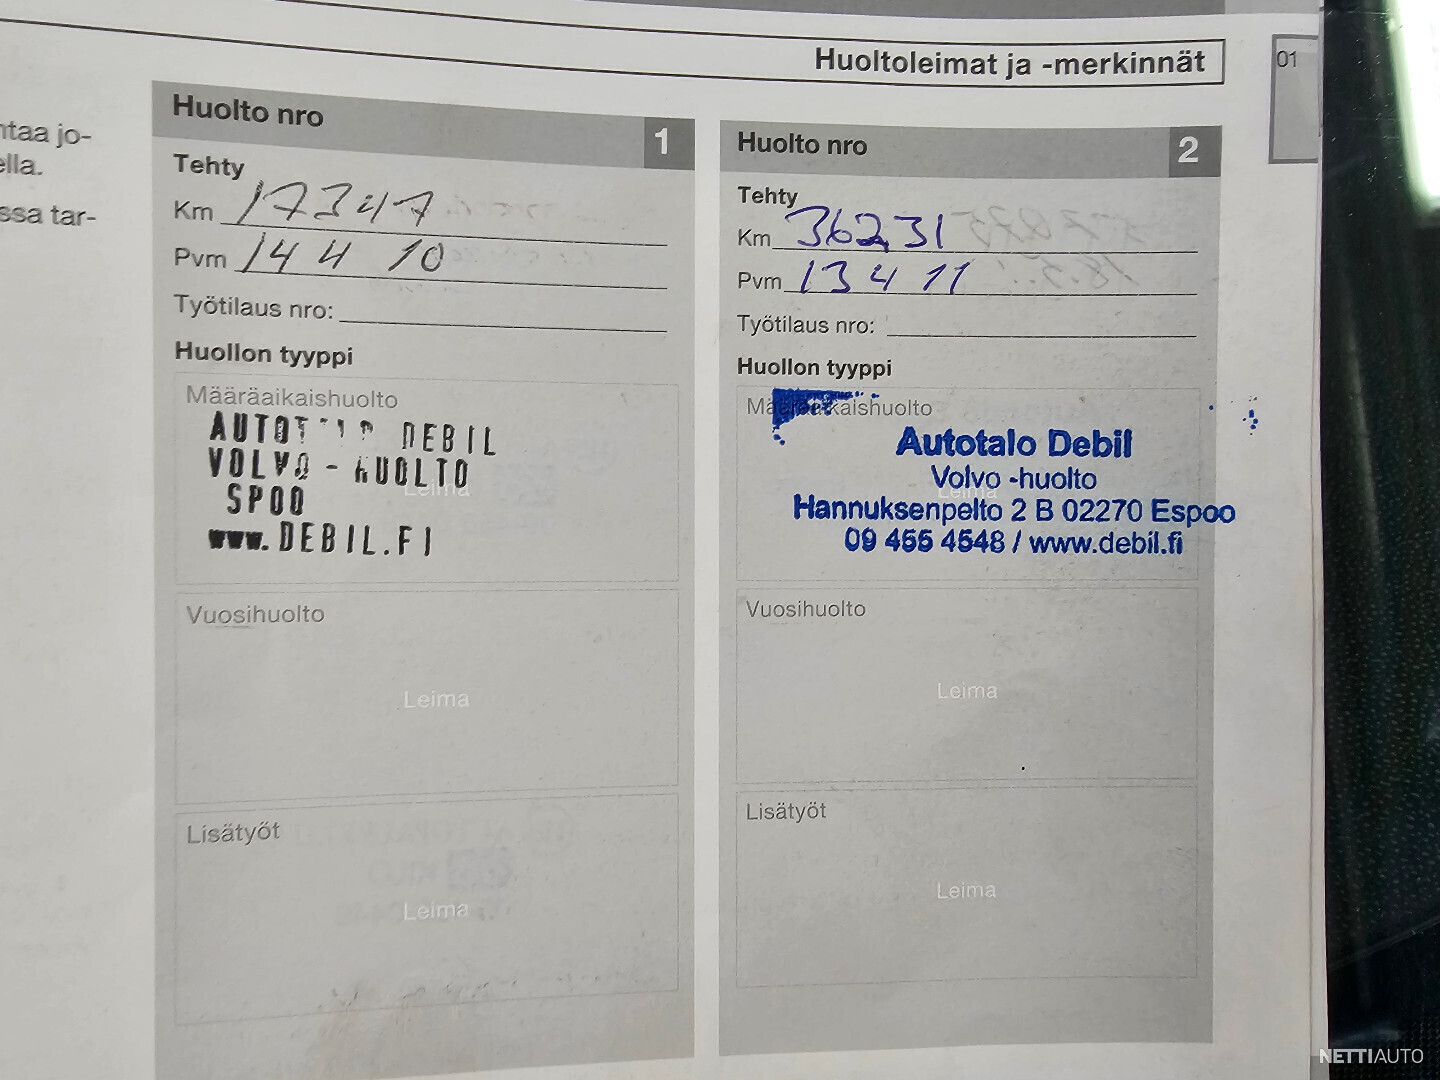 Huoltoleimat ja -merkinnät
01
ntaa jo-
ella.
ssa tar-
Huolto nro
1
Tehty
Km 17347
Pvm 14 4 10
Työtilaus nro:
Huollon tyyppi
Määräaikaishuolto
DEBIL
VOLVO - HUOLTO
SPOO
Leima
www.DEBIL.FI
Vuosihuolto
Leima
Lisätyöt
Leima
Huolto nro
2
Tehty
Km 36231
Pvm 13 4 11
Työtilaus nro:
Huollon tyyppi
Määräaikaishuolto
Autotalo Debil
Volvo -huolto
Leima
Hannuksenpelto 2 B 02270 Espoo
09 455 4548 / www.debil.fi
Vuosihuolto
Leima
Lisätyöt
Leima
NETTIAUTO